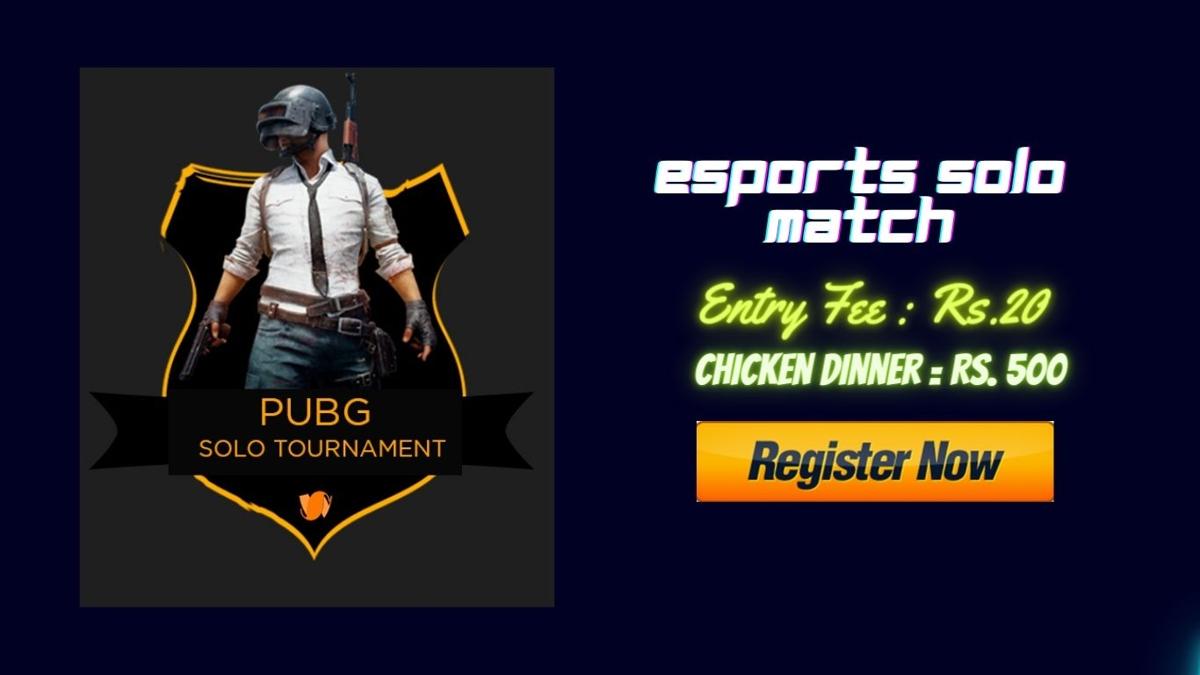 PUBG
SOLO TOURNAMENT
esports solo
match
Entry Fee : Rs.20
CHICKEN DINNER = RS. 500
Register Now